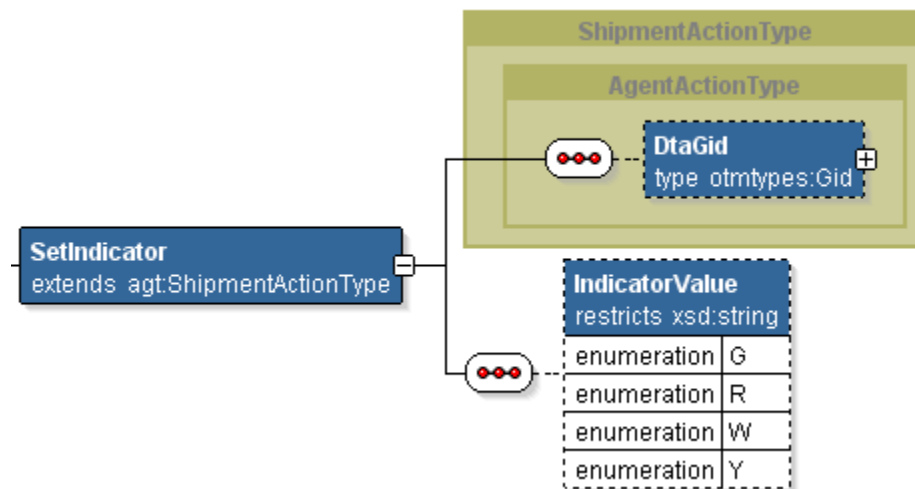 ShipmentActionType
AgentActionType
DtaGid
type otmtypes:Gid
SetIndicator
extends agt:ShipmentActionType
IndicatorValue
restricts xsd:string
enumeration G
enumeration R
enumeration W
enumeration Y